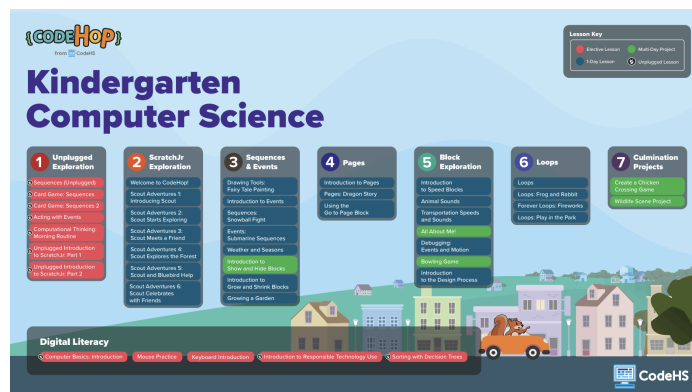 {CODEHOP}
from CodeHS
Kindergarten
Computer Science
Lesson Key
Elective Lesson
Multi-Day Project
1-Day Lesson
S Unplugged Lesson
1 Unplugged
Exploration
S Sequences (Unplugged)
S Card Game: Sequences
S Card Game: Sequences 2
S Acting with Events
S Computational Thinking:
Morning Routine
S Unplugged Introduction
to ScratchJr: Part 1
S Unplugged Introduction
to ScratchJr: Part 2
2 ScratchJr
Exploration
Welcome to CodeHop!
Scout Adventures 1:
Introducing Scout
Scout Adventures 2:
Scout Starts Exploring
Scout Adventures 3:
Scout Meets a Friend
Scout Adventures 4:
Scout Explores the Forest
Scout Adventures 5:
Scout and Bluebird Help
Scout Adventures 6:
Scout Celebrates
with Friends
3 Sequences
& Events
Drawing Tools:
Fairy Tale Painting
Introduction to Events
Sequences:
Snowball Fight
Events:
Submarine Sequences
Weather and Seasons
Introduction to
Show and Hide Blocks
Introduction to
Grow and Shrink Blocks
Growing a Garden
4 Pages
Introduction to Pages
Pages: Dragon Story
Using the
Go to Page Block
5 Block
Exploration
Introduction
to Speed Blocks
Animal Sounds
Transportation Speeds
and Sounds
All About Me!
Debugging:
Events and Motion
Bowling Game
Introduction
to the Design Process
6 Loops
Loops
Loops: Frog and Rabbit
Forever Loops: Fireworks
Loops: Play in the Park
7 Culmination
Projects
Create a Chicken
Crossing Game
Wildlife Scene Project
Digital Literacy
S Computer Basics: Introduction
Mouse Practice
Keyboard Introduction
S Introduction to Responsible Technology Use
S Sorting with Decision Trees
CodeHS